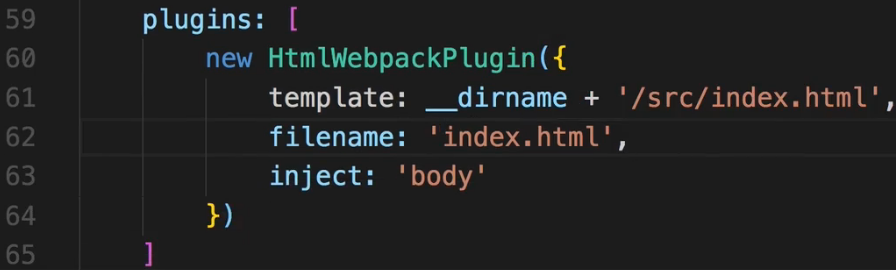 59 plugins: [
60 new HtmlWebpackPlugin({
61 template: __dirname + '/src/index.html',
62 filename: 'index.html',
63 inject: 'body'
64 })
65 ]